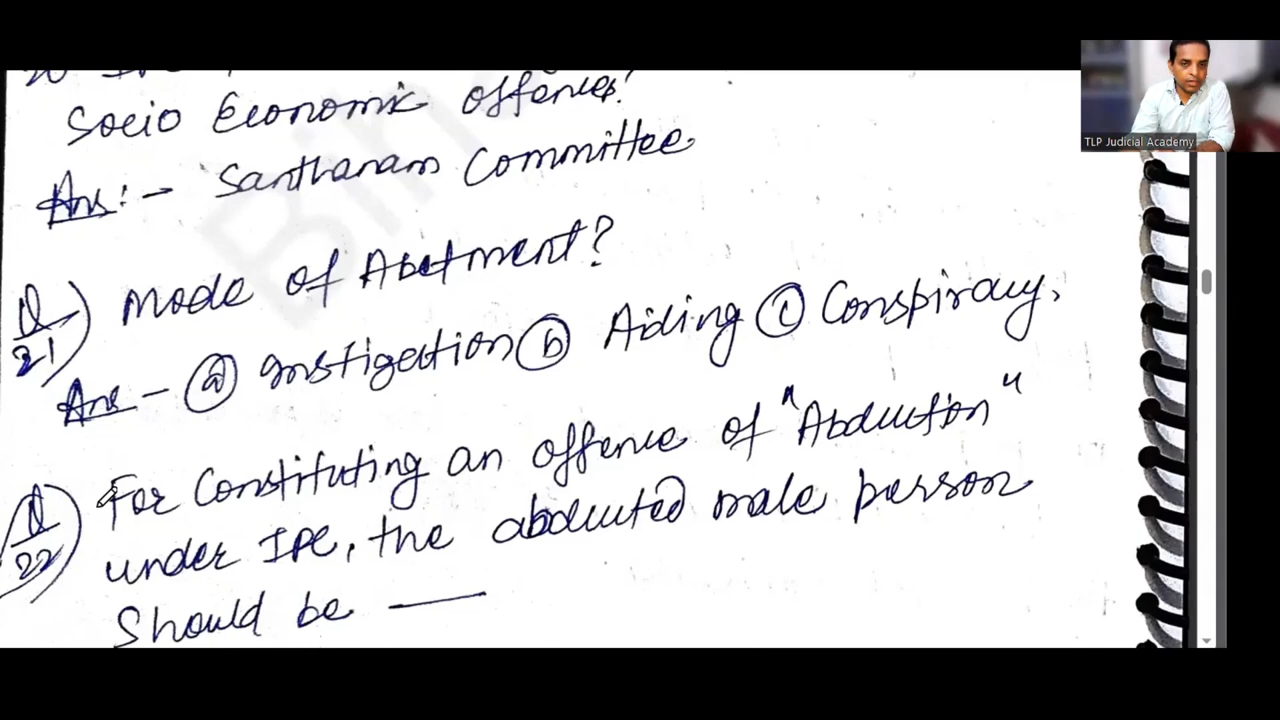 Socio Economic offences?
Ans:- Santhanam Committee
TLP Judicial Academy
Q/21) Mode of Abetment?
Ans - (a) Instigation (b) Aiding (c) Conspiracy.
Q/22) For Constituting an offence of "Abduction"
under IPC, the abducted male person
Should be ——